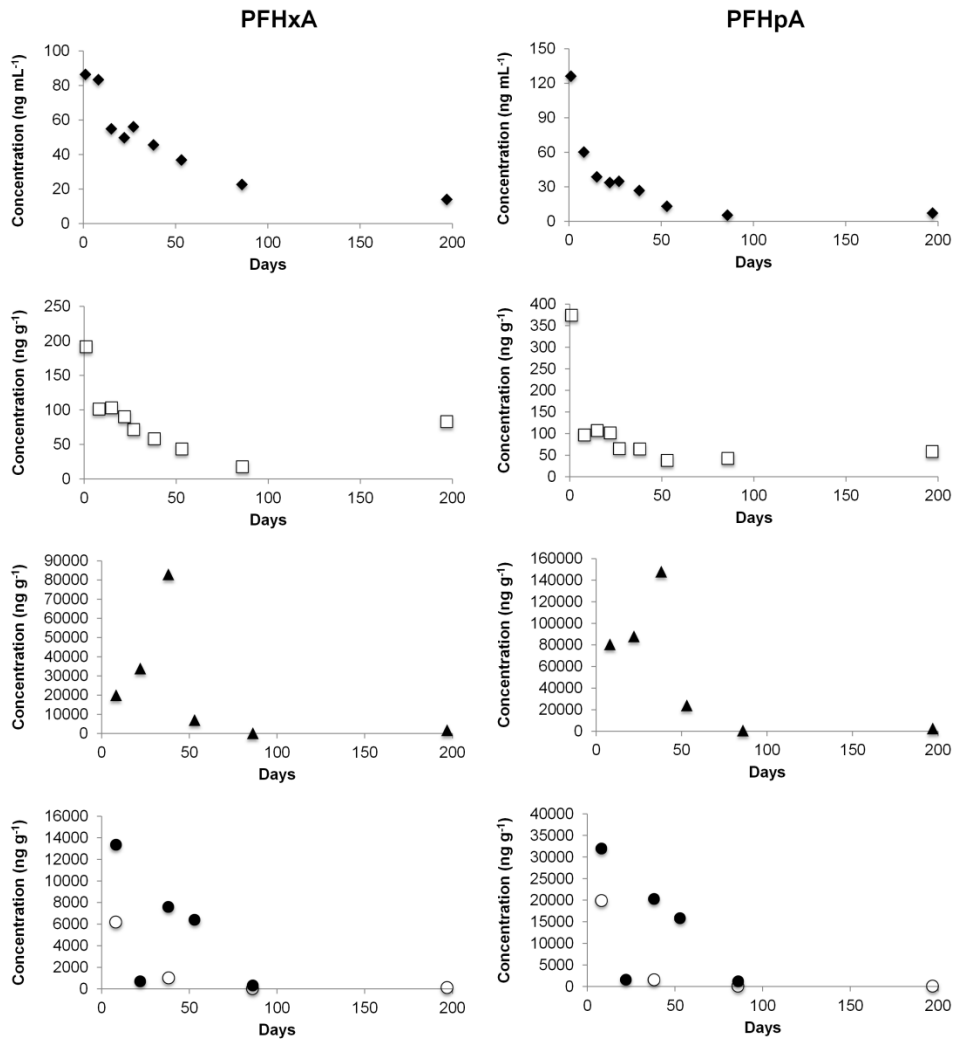 PFHxA
PFHpA
Concentration (ng mL⁻¹)
100
80
60
40
20
0
0 50 100 150 200
Days
Concentration (ng mL⁻¹)
150
120
90
60
30
0
0 50 100 150 200
Days
Concentration (ng g⁻¹)
250
200
150
100
50
0
0 50 100 150 200
Days
Concentration (ng g⁻¹)
400
350
300
250
200
150
100
50
0
0 50 100 150 200
Days
Concentration (ng g⁻¹)
90000
80000
70000
60000
50000
40000
30000
20000
10000
0
0 50 100 150 200
Days
Concentration (ng g⁻¹)
160000
140000
120000
100000
80000
60000
40000
20000
0
0 50 100 150 200
Days
Concentration (ng g⁻¹)
16000
14000
12000
10000
8000
6000
4000
2000
0
0 50 100 150 200
Days
Concentration (ng g⁻¹)
40000
35000
30000
25000
20000
15000
10000
5000
0
0 50 100 150 200
Days